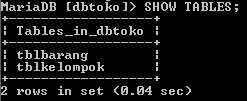 MariaDB [dbtoko]> SHOW TABLES;
+------------------+
| Tables_in_dbtoko |
+------------------+
| tblbarang        |
| tblkelompok      |
+------------------+
2 rows in set (0.04 sec)